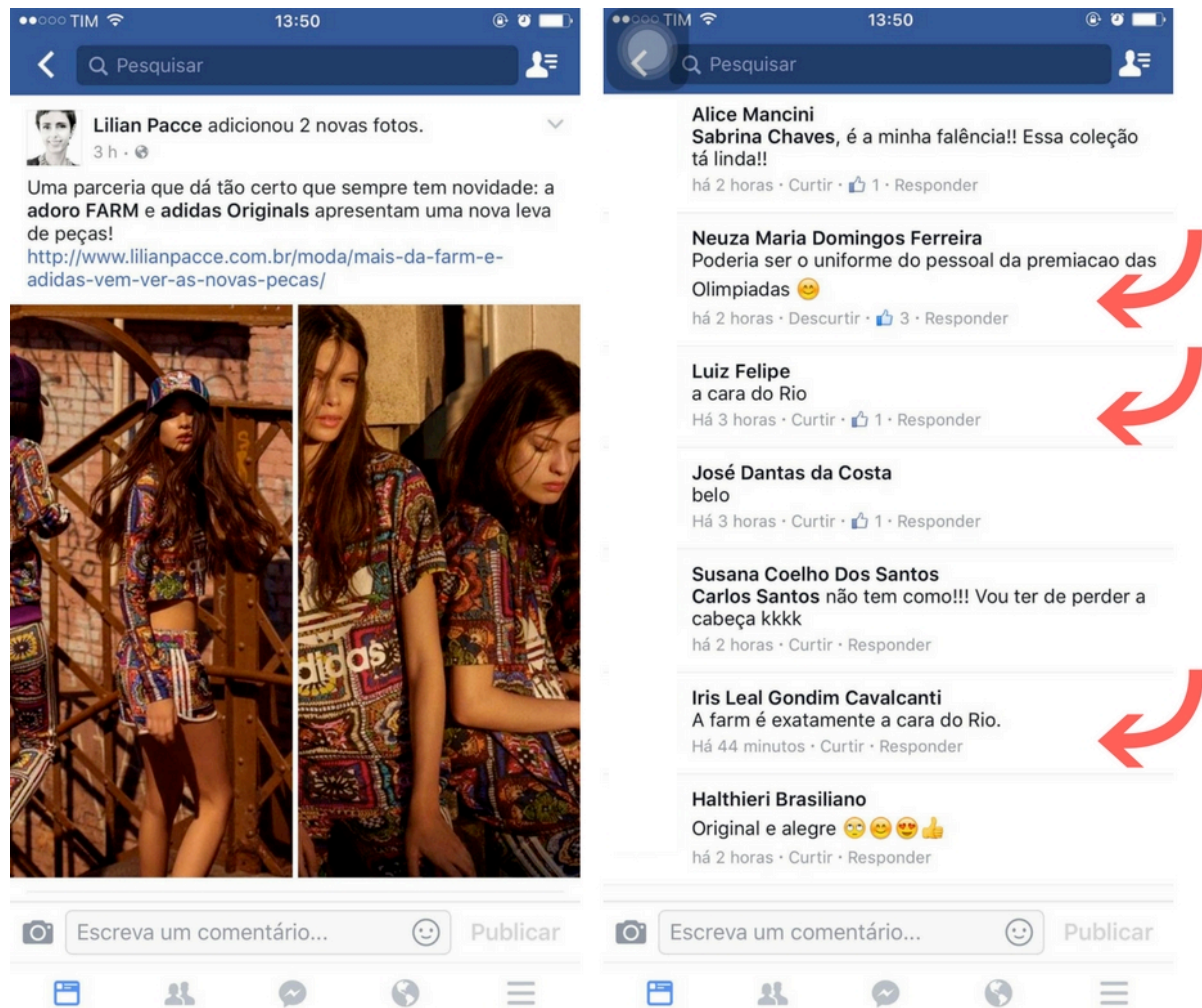 TIM
13:50
Pesquisar
Lilian Pacce adicionou 2 novas fotos.
3 h
Uma parceria que dá tão certo que sempre tem novidade: a
adoro FARM e adidas Originals apresentam uma nova leva
de peças!
http://www.lilianpacce.com.br/moda/mais-da-farm-e-
adidas-vem-ver-as-novas-pecas/
adidas
Escreva um comentário...
Publicar
TIM
13:50
Pesquisar
Alice Mancini
Sabrina Chaves, é a minha falência!! Essa coleção
tá linda!!
há 2 horas · Curtir · 1 · Responder
Neuza Maria Domingos Ferreira
Poderia ser o uniforme do pessoal da premiacao das
Olimpiadas 😊
há 2 horas · Descurtir · 3 · Responder
Luiz Felipe
a cara do Rio
Há 3 horas · Curtir · 1 · Responder
José Dantas da Costa
belo
Há 3 horas · Curtir · 1 · Responder
Susana Coelho Dos Santos
Carlos Santos não tem como!!! Vou ter de perder a
cabeça kkkk
há 2 horas · Curtir · Responder
Iris Leal Gondim Cavalcanti
A farm é exatamente a cara do Rio.
Há 44 minutos · Curtir · Responder
Halthieri Brasiliano
Original e alegre 🙄😊😍👍
há 2 horas · Curtir · Responder
Escreva um comentário...
Publicar